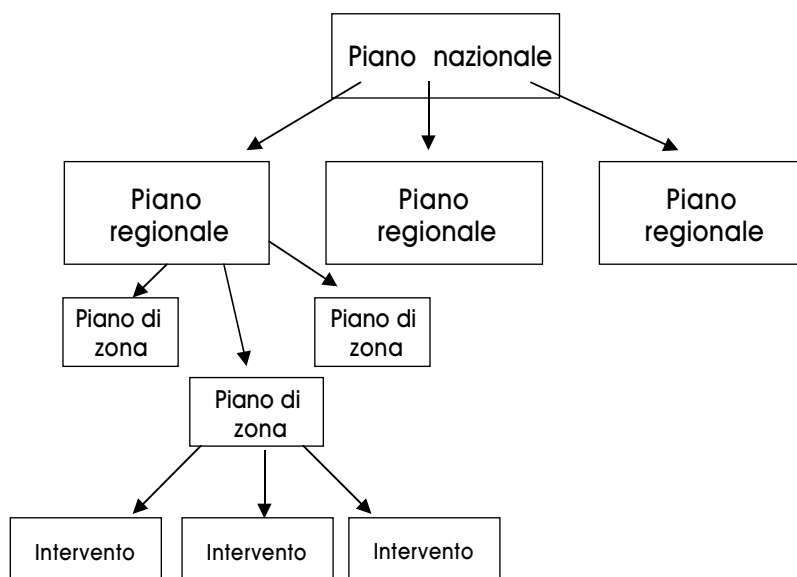 Piano nazionale
Piano
regionale
Piano
regionale
Piano
regionale
Piano di
zona
Piano di
zona
Piano di
zona
Intervento
Intervento
Intervento